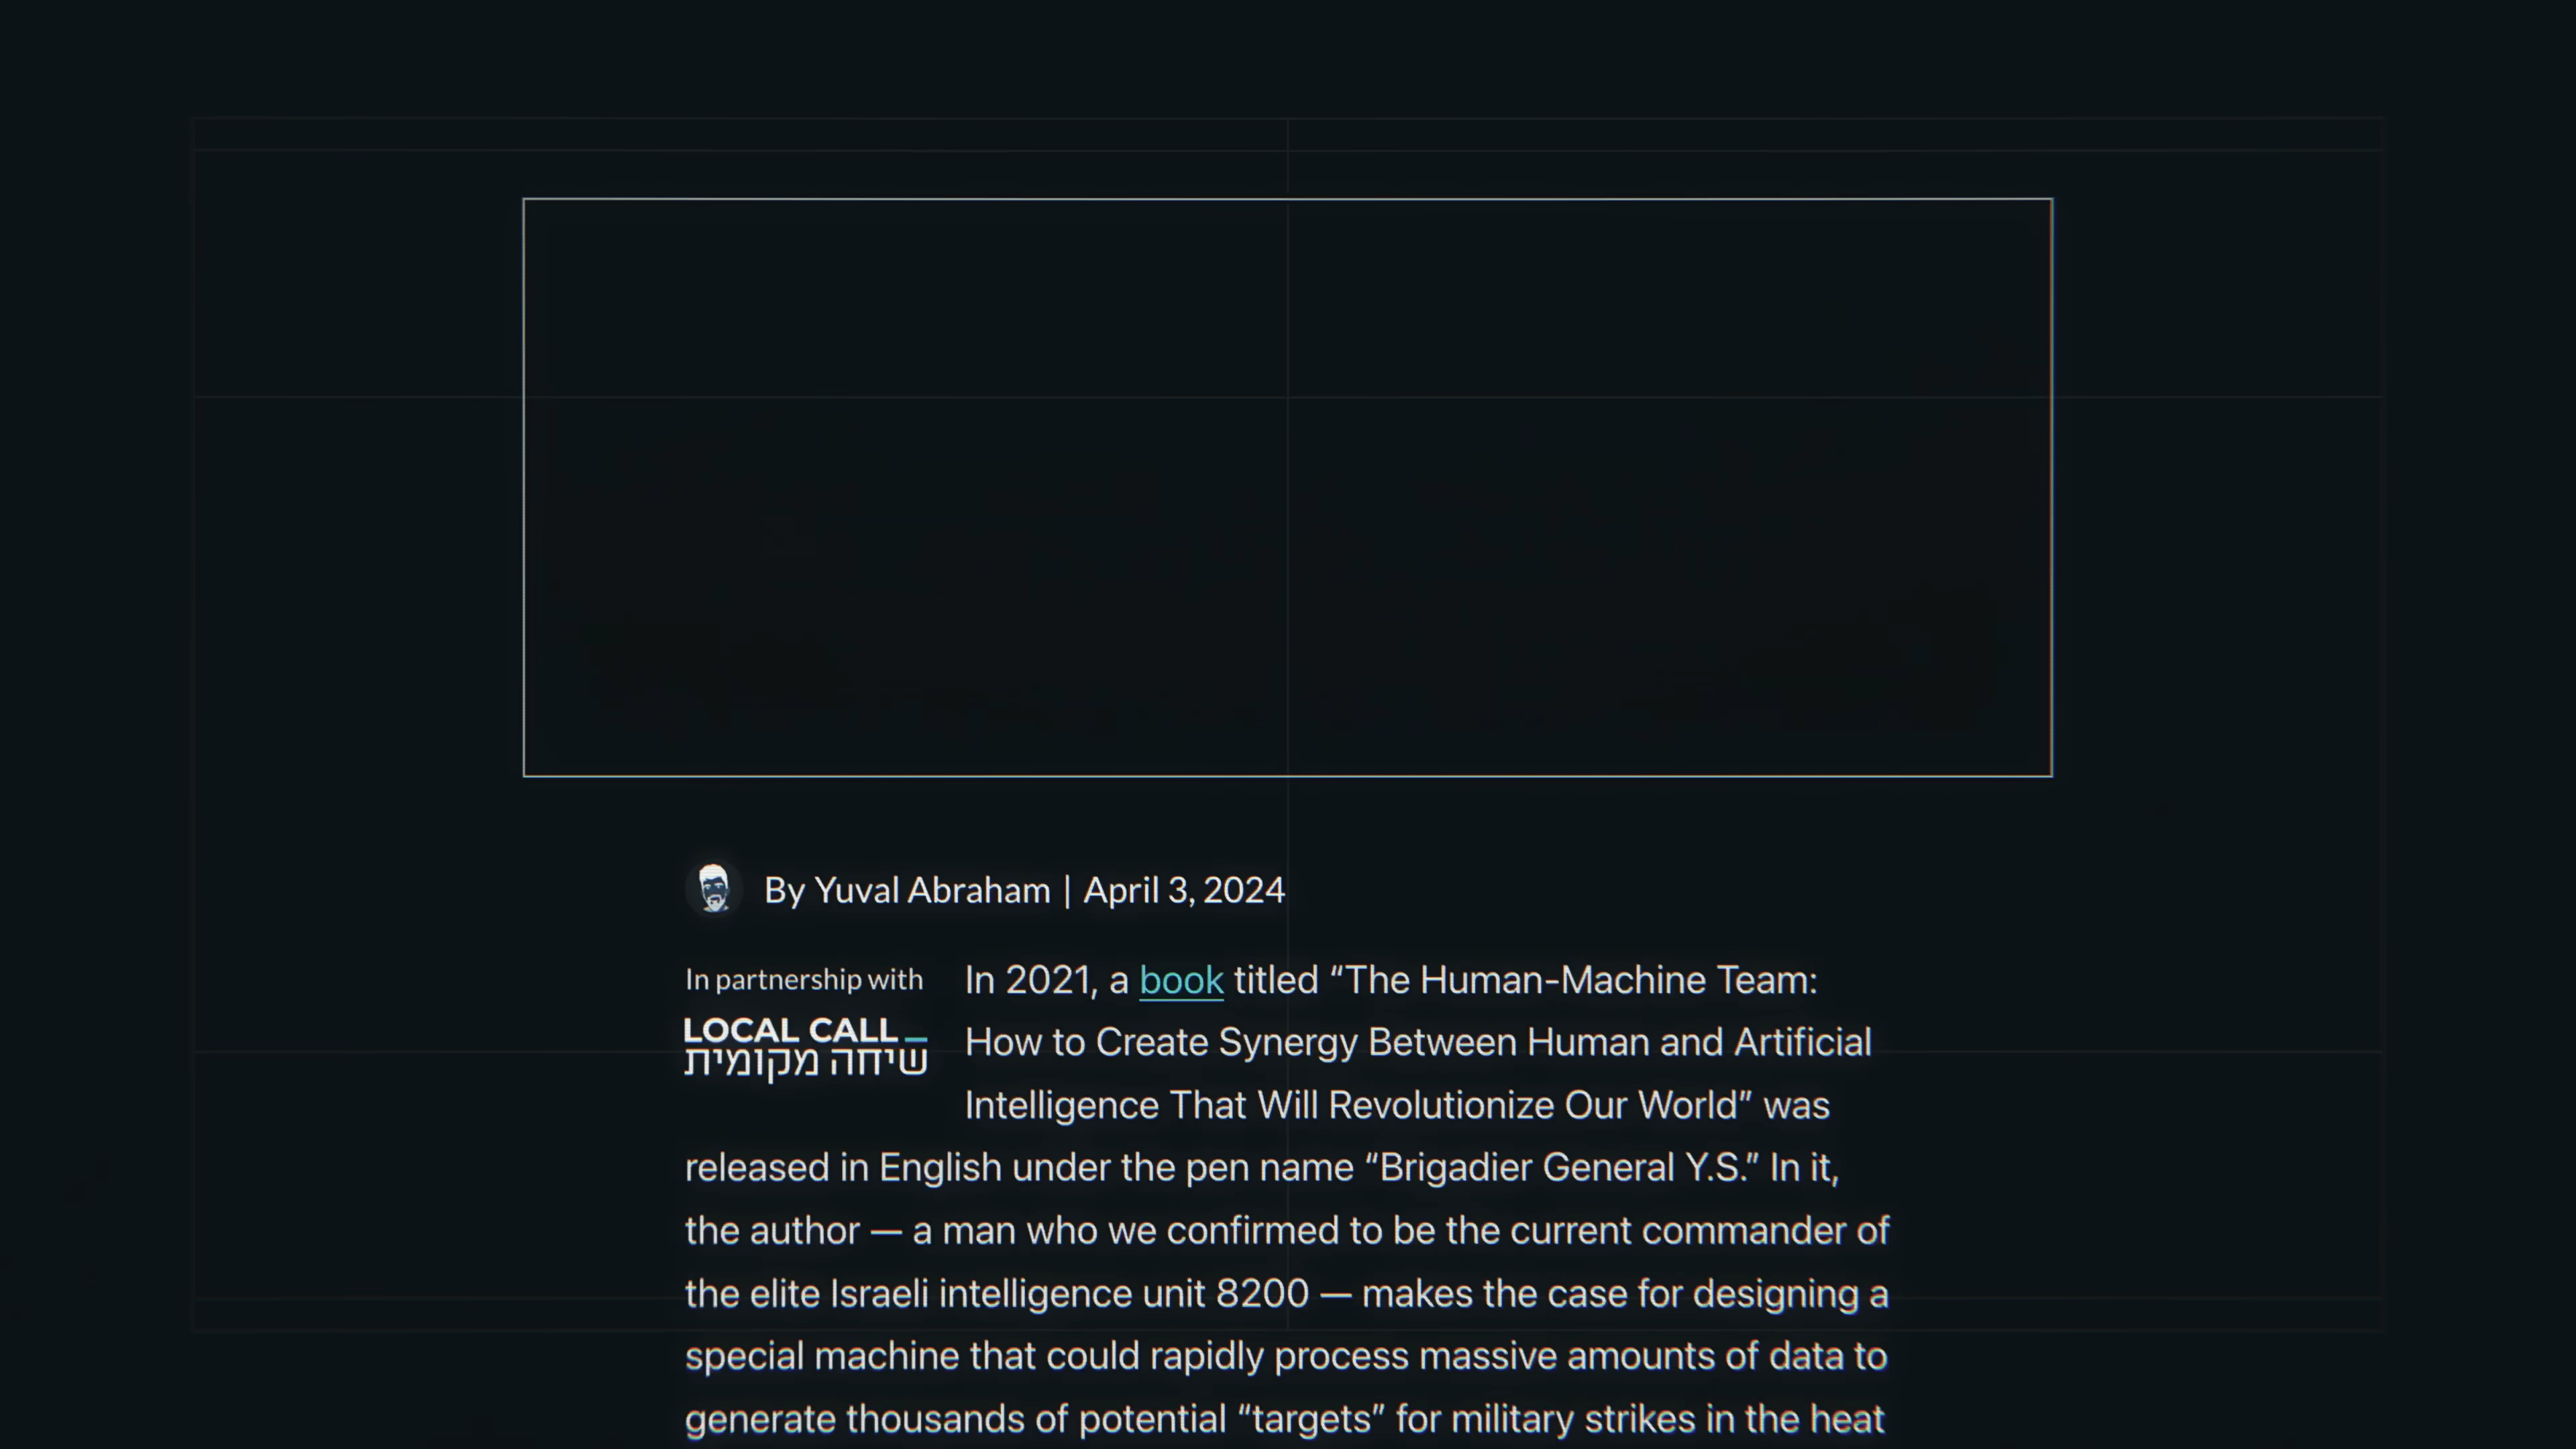 By Yuval Abraham | April 3, 2024
In partnership with
LOCAL CALL_
שיחה מקומית
In 2021, a book titled “The Human-Machine Team:
How to Create Synergy Between Human and Artificial
Intelligence That Will Revolutionize Our World” was
released in English under the pen name “Brigadier General Y.S.” In it,
the author — a man who we confirmed to be the current commander of
the elite Israeli intelligence unit 8200 — makes the case for designing a
special machine that could rapidly process massive amounts of data to
generate thousands of potential “targets” for military strikes in the heat